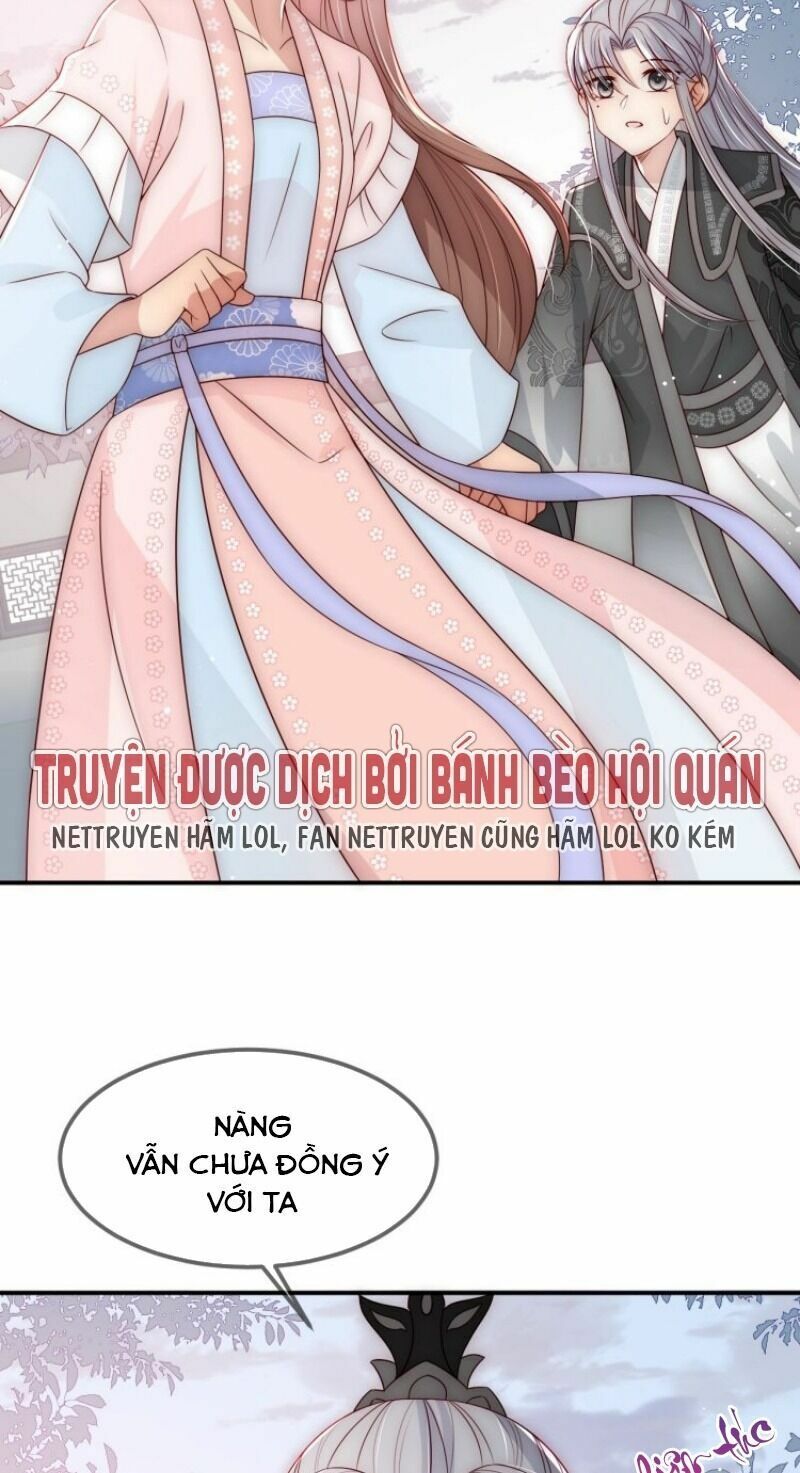 TRUYỆN ĐƯỢC DỊCH BỞI BÁNH BÈO HỘI QUÁN
NETTRUYEN HÃM LOL, FAN NETTRUYEN CŨNG HÃM LOL KO KÉM
NÀNG
VẪN CHƯA ĐỒNG Ý
VỚI TA